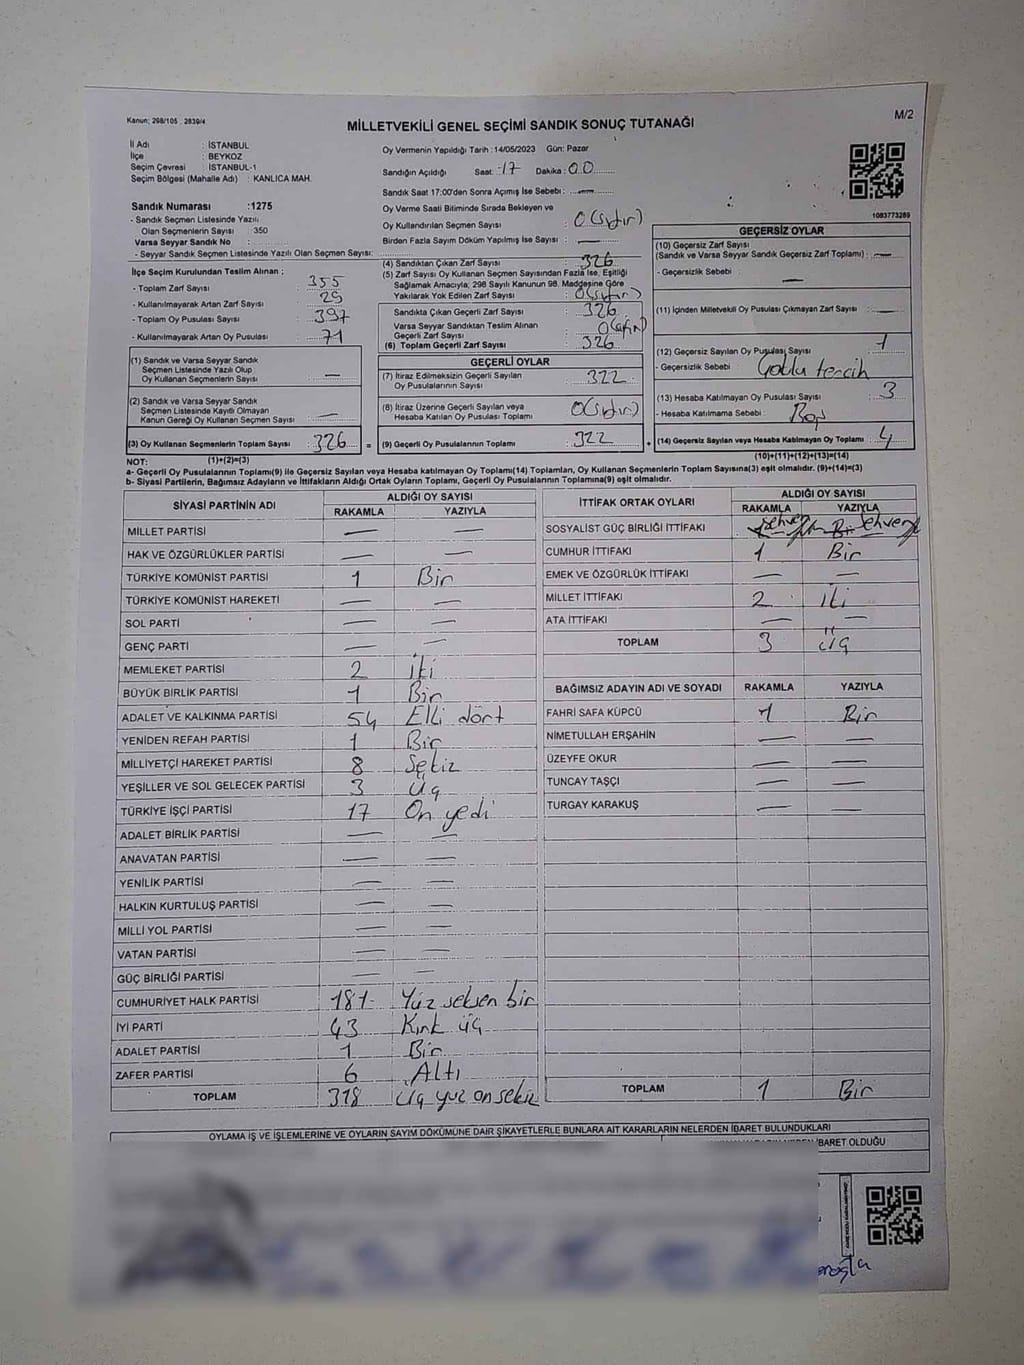 Kanun: 298/105 ; 2839/4
M/2
MİLLETVEKİLİ GENEL SEÇİMİ SANDIK SONUÇ TUTANAĞI
İl Adı : İSTANBUL
İlçe : BEYKOZ
Seçim Çevresi : İSTANBUL-1
Seçim Bölgesi (Mahalle Adı) : KANLICA MAH.
Oy Vermenin Yapıldığı Tarih :14/05/2023 Gün: Pazar
Sandığın Açıldığı Saat :17 Dakika : 00
Sandık Saat 17:00'den Sonra Açmış İse Sebebi : —
Oy Verme Saati Bitiminde Sırada Bekleyen ve
Oy Kullandırılan Seçmen Sayısı : 0 (sıfır)
Birden Fazla Sayım Döküm Yapılmış İse Sayısı : —
1083773289
Sandık Numarası :1275
- Sandık Seçmen Listesinde Yazılı
Olan Seçmenlerin Sayısı : 350
Varsa Seyyar Sandık No :
- Seyyar Sandık Seçmen Listesinde Yazılı Olan Seçmen Sayısı:
İlçe Seçim Kurulundan Teslim Alınan ;
- Toplam Zarf Sayısı : 355
- Kullanılmayarak Artan Zarf Sayısı : 29
- Toplam Oy Pusulası Sayısı : 397
- Kullanılmayarak Artan Oy Pusulası : 71
(4) Sandıktan Çıkan Zarf Sayısı : 326
(5) Zarf Sayısı Oy Kullanan Seçmen Sayısından Fazla İse, Eşitliği
Sağlamak Amacıyla, 298 Sayılı Kanunun 98. Maddesine Göre
Yakılarak Yok Edilen Zarf Sayısı : 0 (sıfır)
Sandıkta Çıkan Geçerli Zarf Sayısı : 326
Varsa Seyyar Sandıktan Teslim Alınan
Geçerli Zarf Sayısı : 0 (sıfır)
(6) Toplam Geçerli Zarf Sayısı : 326
GEÇERSİZ OYLAR
(10) Geçersiz Zarf Sayısı
(Sandık ve Varsa Seyyar Sandık Geçersiz Zarf Toplamı) : —
- Geçersizlik Sebebi : —
(11) İçinden Milletvekili Oy Pusulası Çıkmayan Zarf Sayısı : —
(12) Geçersiz Sayılan Oy Pusulası Sayısı : 1
- Geçersizlik Sebebi : Çoklu tercih
(13) Hesaba Katılmayan Oy Pusulası Sayısı : 3
- Hesaba Katılmama Sebebi : Boş
(14) Geçersiz Sayılan veya Hesaba Katılmayan Oy Toplamı : 4
(10)+(11)+(12)+(13)=(14)
(1) Sandık ve Varsa Seyyar Sandık
Seçmen Listesinde Yazılı Olup
Oy Kullanan Seçmenlerin Sayısı : —
(2) Sandık ve Varsa Seyyar Sandık
Seçmen Listesinde Kayıtlı Olmayan
Kanun Gereği Oy Kullanan Seçmen Sayısı : —
(3) Oy Kullanan Seçmenlerin Toplam Sayısı : 326 =
(1)+(2)=(3)
GEÇERLİ OYLAR
(7) İtiraz Edilmeksizin Geçerli Sayılan
Oy Pusulalarının Sayısı : 322
(8) İtiraz Üzerine Geçerli Sayılan veya
Hesaba Katılan Oy Pusulası Toplamı : 0 (sıfır)
(9) Geçerli Oy Pusulalarının Toplamı : 322 +
NOT:
a- Geçerli Oy Pusulalarının Toplamı(9) ile Geçersiz Sayılan veya Hesaba katılmayan Oy Toplamı(14) Toplamları, Oy Kullanan Seçmenlerin Toplam Sayısına(3) eşit olmalıdır. (9)+(14)=(3)
b- Siyasi Partilerin, Bağımsız Adayların ve İttifakların Aldığı Ortak Oyların Toplamı, Geçerli Oy Pusulalarının Toplamına(9) eşit olmalıdır.
SİYASİ PARTİNİN ADI ALDIĞI OY SAYISI
RAKAMLA YAZIYLA
MİLLET PARTİSİ — —
HAK VE ÖZGÜRLÜKLER PARTİSİ — —
TÜRKİYE KOMÜNİST PARTİSİ 1 Bir
TÜRKİYE KOMÜNİST HAREKETİ — —
SOL PARTİ — —
GENÇ PARTİ — —
MEMLEKET PARTİSİ 2 İki
BÜYÜK BİRLİK PARTİSİ 1 Bir
ADALET VE KALKINMA PARTİSİ 54 Elli dört
YENİDEN REFAH PARTİSİ 1 Bir
MİLLİYETÇİ HAREKET PARTİSİ 8 Sekiz
YEŞİLLER VE SOL GELECEK PARTİSİ 3 Üç
TÜRKİYE İŞÇİ PARTİSİ 17 On yedi
ADALET BİRLİK PARTİSİ — —
ANAVATAN PARTİSİ — —
YENİLİK PARTİSİ — —
HALKIN KURTULUŞ PARTİSİ — —
MİLLİ YOL PARTİSİ — —
VATAN PARTİSİ — —
GÜÇ BİRLİĞİ PARTİSİ — —
CUMHURİYET HALK PARTİSİ 181 Yüz seksen bir
İYİ PARTİ 43 Kırk üç
ADALET PARTİSİ 1 Bir
ZAFER PARTİSİ 6 Altı
TOPLAM 318 Üç yüz on sekiz
İTTİFAK ORTAK OYLARI ALDIĞI OY SAYISI
RAKAMLA YAZIYLA
SOSYALİST GÜÇ BİRLİĞİ İTTİFAKI Sehven Bir Sehven
CUMHUR İTTİFAKI 1 Bir
EMEK VE ÖZGÜRLÜK İTTİFAKI — —
MİLLET İTTİFAKI 2 İki
ATA İTTİFAKI — —
TOPLAM 3 Üç
BAĞIMSIZ ADAYIN ADI VE SOYADI RAKAMLA YAZIYLA
FAHRİ SAFA KÜPCÜ 1 Bir
NİMETULLAH ERŞAHİN — —
ÜZEYFE OKUR — —
TUNCAY TAŞÇI — —
TURGAY KARAKUŞ — —
TOPLAM 1 Bir
OYLAMA İŞ VE İŞLEMLERİNE VE OYLARIN SAYIM DÖKÜMÜNE DAİR ŞİKAYETLERLE BUNLARA AİT KARARLARIN NELERDEN İBARET BULUNDUKLARI
İBARET OLDUĞU